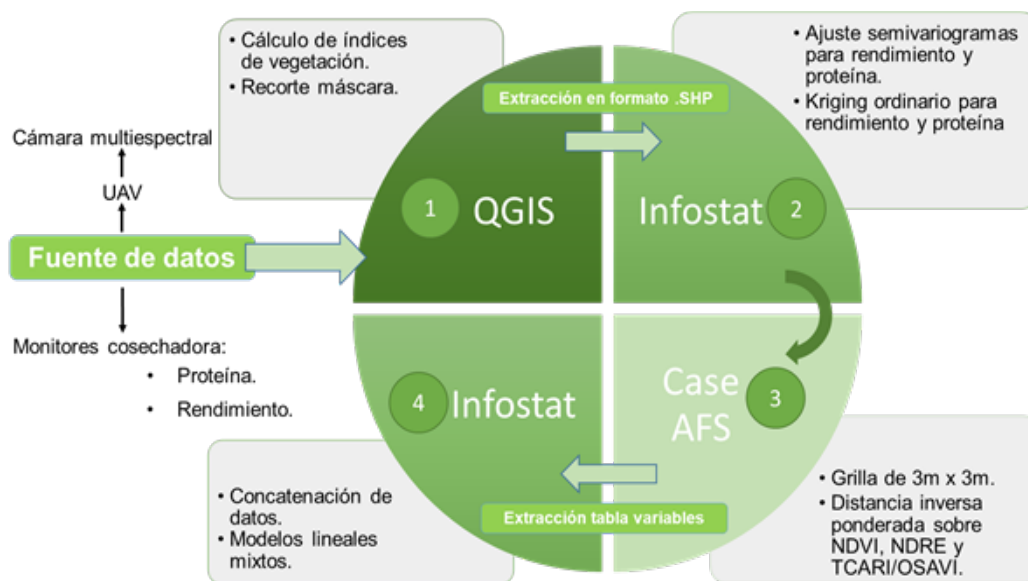 • Cálculo de índices
de vegetación.
• Recorte máscara.
Extracción en formato .SHP
• Ajuste semivariogramas
para rendimiento y
proteína.
• Kriging ordinario para
rendimiento y proteína
Cámara multiespectral
UAV
Fuente de datos
1
QGIS
Infostat
2
Monitores cosechadora:
• Proteína.
• Rendimiento.
4
Infostat
Case
AFS
3
• Concatenación de
datos.
• Modelos lineales
mixtos.
Extracción tabla variables
• Grilla de 3m x 3m.
• Distancia inversa
ponderada sobre
NDVI, NDRE y
TCARI/OSAVI.